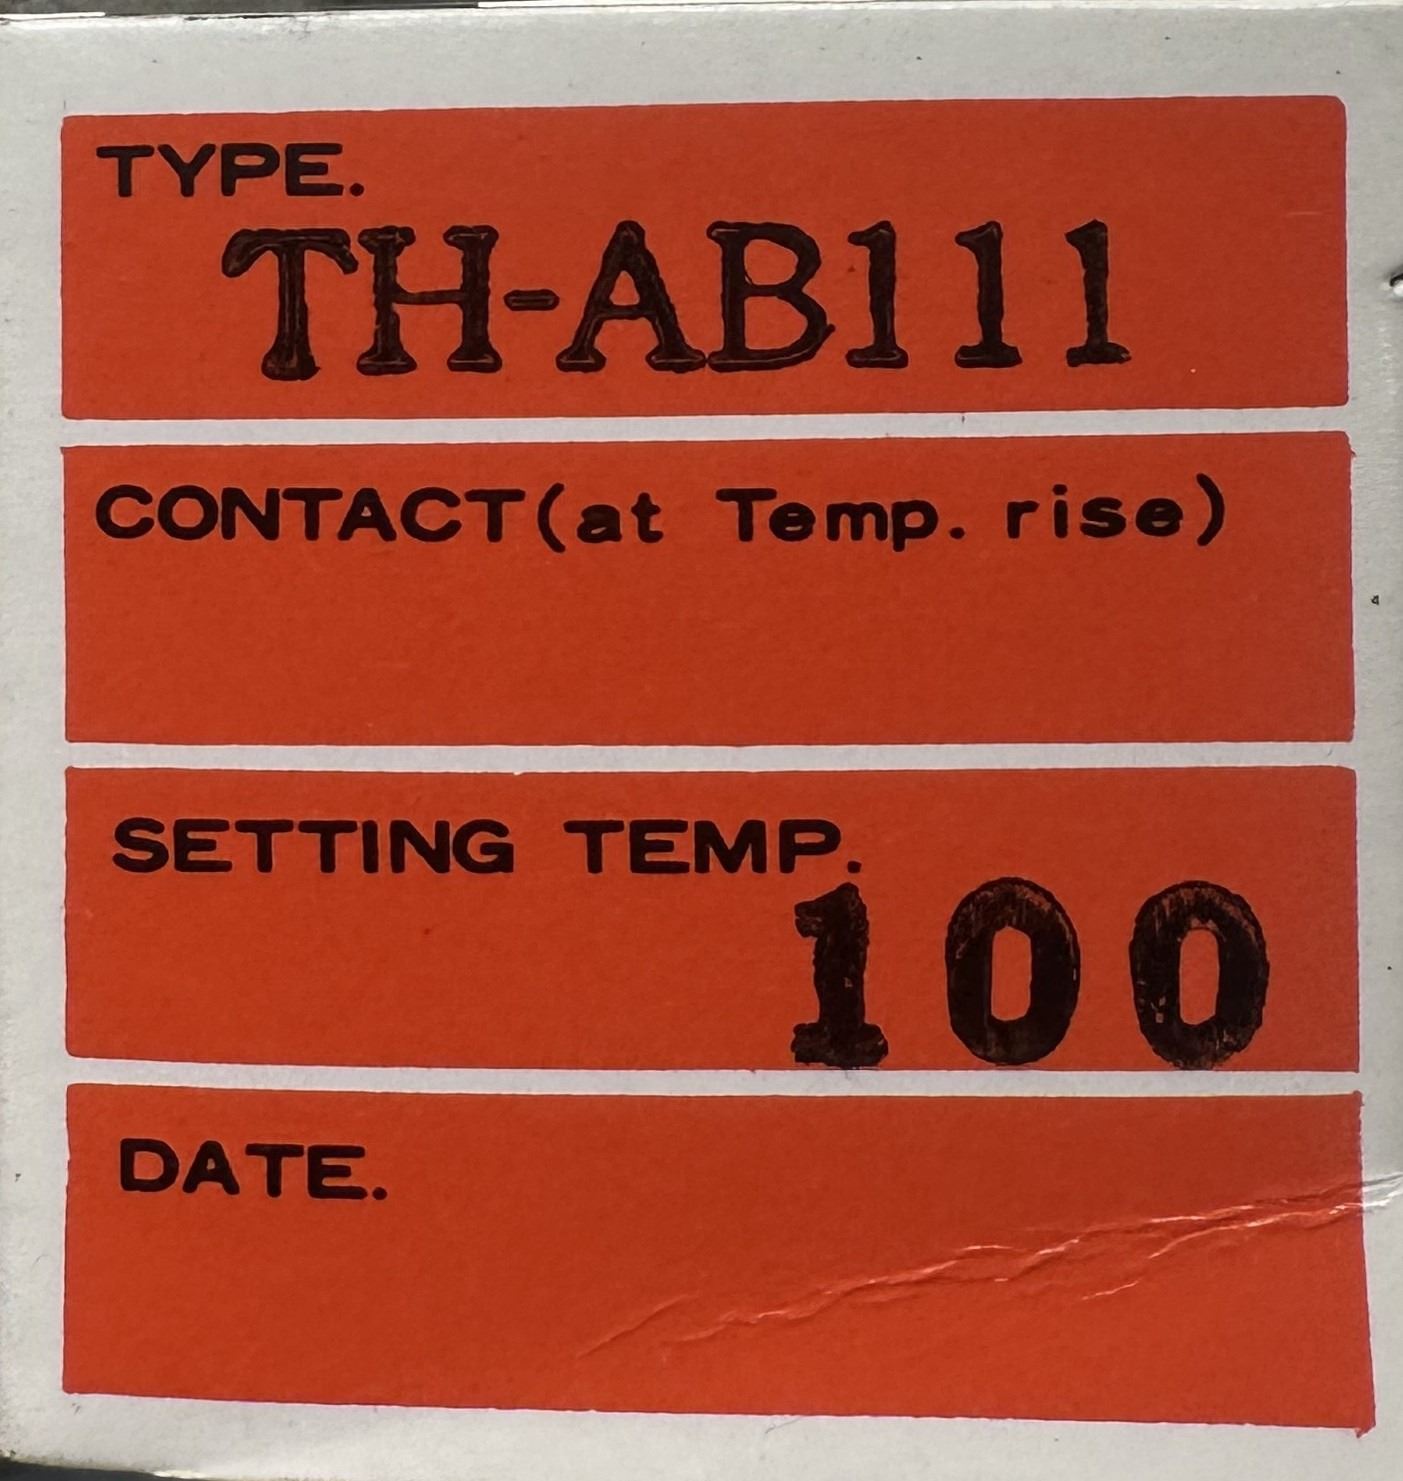 TYPE.
TH-AB111
CONTACT(at Temp. rise)
SETTING TEMP.
100
DATE.